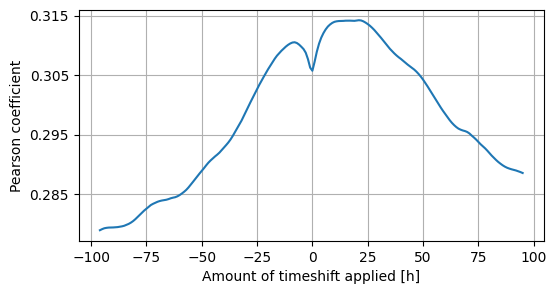 0.315
0.305
0.295
0.285
Pearson coefficient
−100 −75 −50 −25 0 25 50 75 100
Amount of timeshift applied [h]